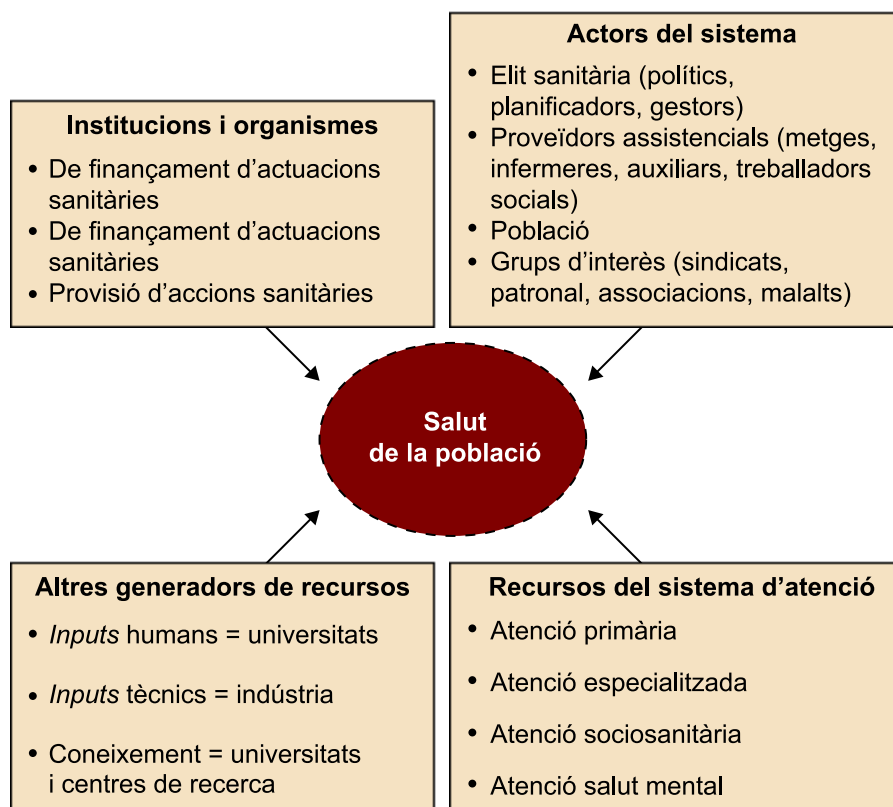 Institucions i organismes
• De finançament d’actuacions
sanitàries
• De finançament d’actuacions
sanitàries
• Provisió d’accions sanitàries
Actors del sistema
• Elit sanitària (polítics,
planificadors, gestors)
• Proveïdors assistencials (metges,
infermeres, auxiliars, treballadors
socials)
• Població
• Grups d’interès (sindicats,
patronal, associacions, malalts)
Salut
de la població
Altres generadors de recursos
• Inputs humans = universitats
• Inputs tècnics = indústria
• Coneixement = universitats
i centres de recerca
Recursos del sistema d’atenció
• Atenció primària
• Atenció especialitzada
• Atenció sociosanitària
• Atenció salut mental